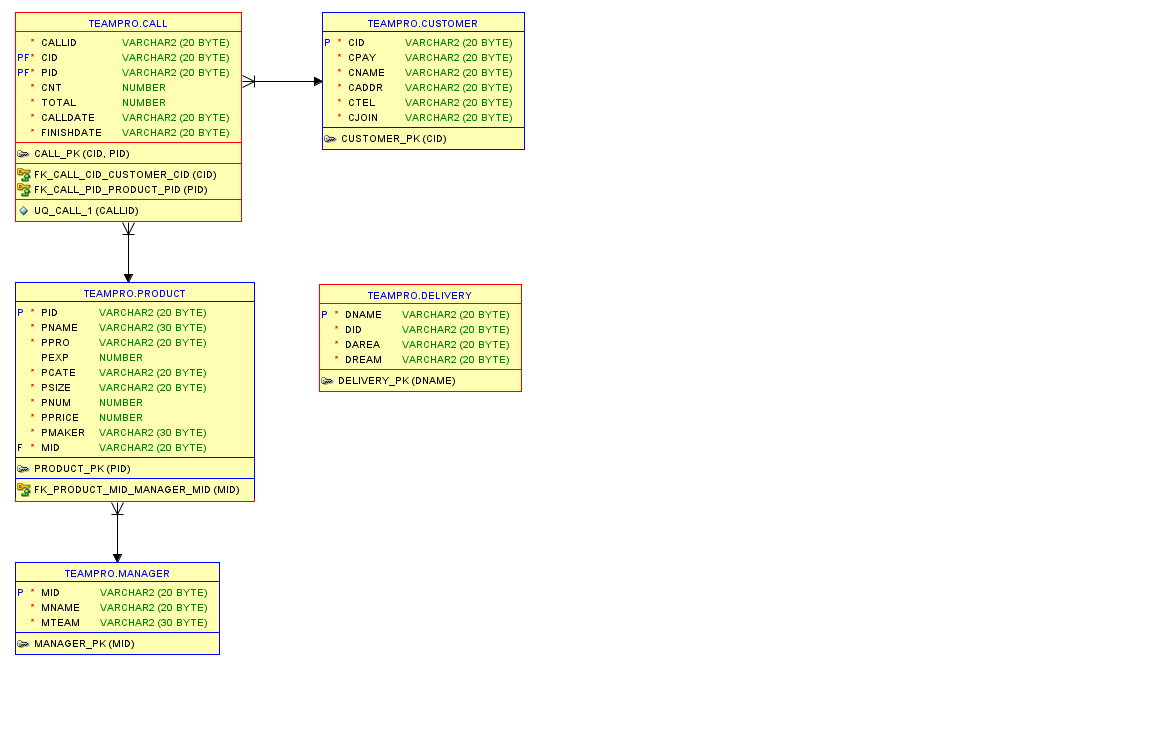 TEAMPRO.CALL
* CALLID VARCHAR2 (20 BYTE)
PF* CID VARCHAR2 (20 BYTE)
PF* PID VARCHAR2 (20 BYTE)
* CNT NUMBER
* TOTAL NUMBER
* CALLDATE VARCHAR2 (20 BYTE)
* FINISHDATE VARCHAR2 (20 BYTE)
CALL_PK (CID, PID)
FK_CALL_CID_CUSTOMER_CID (CID)
FK_CALL_PID_PRODUCT_PID (PID)
UQ_CALL_1 (CALLID)
TEAMPRO.CUSTOMER
P * CID VARCHAR2 (20 BYTE)
* CPAY VARCHAR2 (20 BYTE)
* CNAME VARCHAR2 (20 BYTE)
* CADDR VARCHAR2 (20 BYTE)
* CTEL VARCHAR2 (20 BYTE)
* CJOIN VARCHAR2 (20 BYTE)
CUSTOMER_PK (CID)
TEAMPRO.PRODUCT
P * PID VARCHAR2 (20 BYTE)
* PNAME VARCHAR2 (30 BYTE)
* PPRO VARCHAR2 (20 BYTE)
PEXP NUMBER
* PCATE VARCHAR2 (20 BYTE)
* PSIZE VARCHAR2 (20 BYTE)
* PNUM NUMBER
* PPRICE NUMBER
* PMAKER VARCHAR2 (30 BYTE)
F * MID VARCHAR2 (20 BYTE)
PRODUCT_PK (PID)
FK_PRODUCT_MID_MANAGER_MID (MID)
TEAMPRO.DELIVERY
P * DNAME VARCHAR2 (20 BYTE)
* DID VARCHAR2 (20 BYTE)
* DAREA VARCHAR2 (20 BYTE)
* DREAM VARCHAR2 (20 BYTE)
DELIVERY_PK (DNAME)
TEAMPRO.MANAGER
P * MID VARCHAR2 (20 BYTE)
* MNAME VARCHAR2 (20 BYTE)
* MTEAM VARCHAR2 (30 BYTE)
MANAGER_PK (MID)